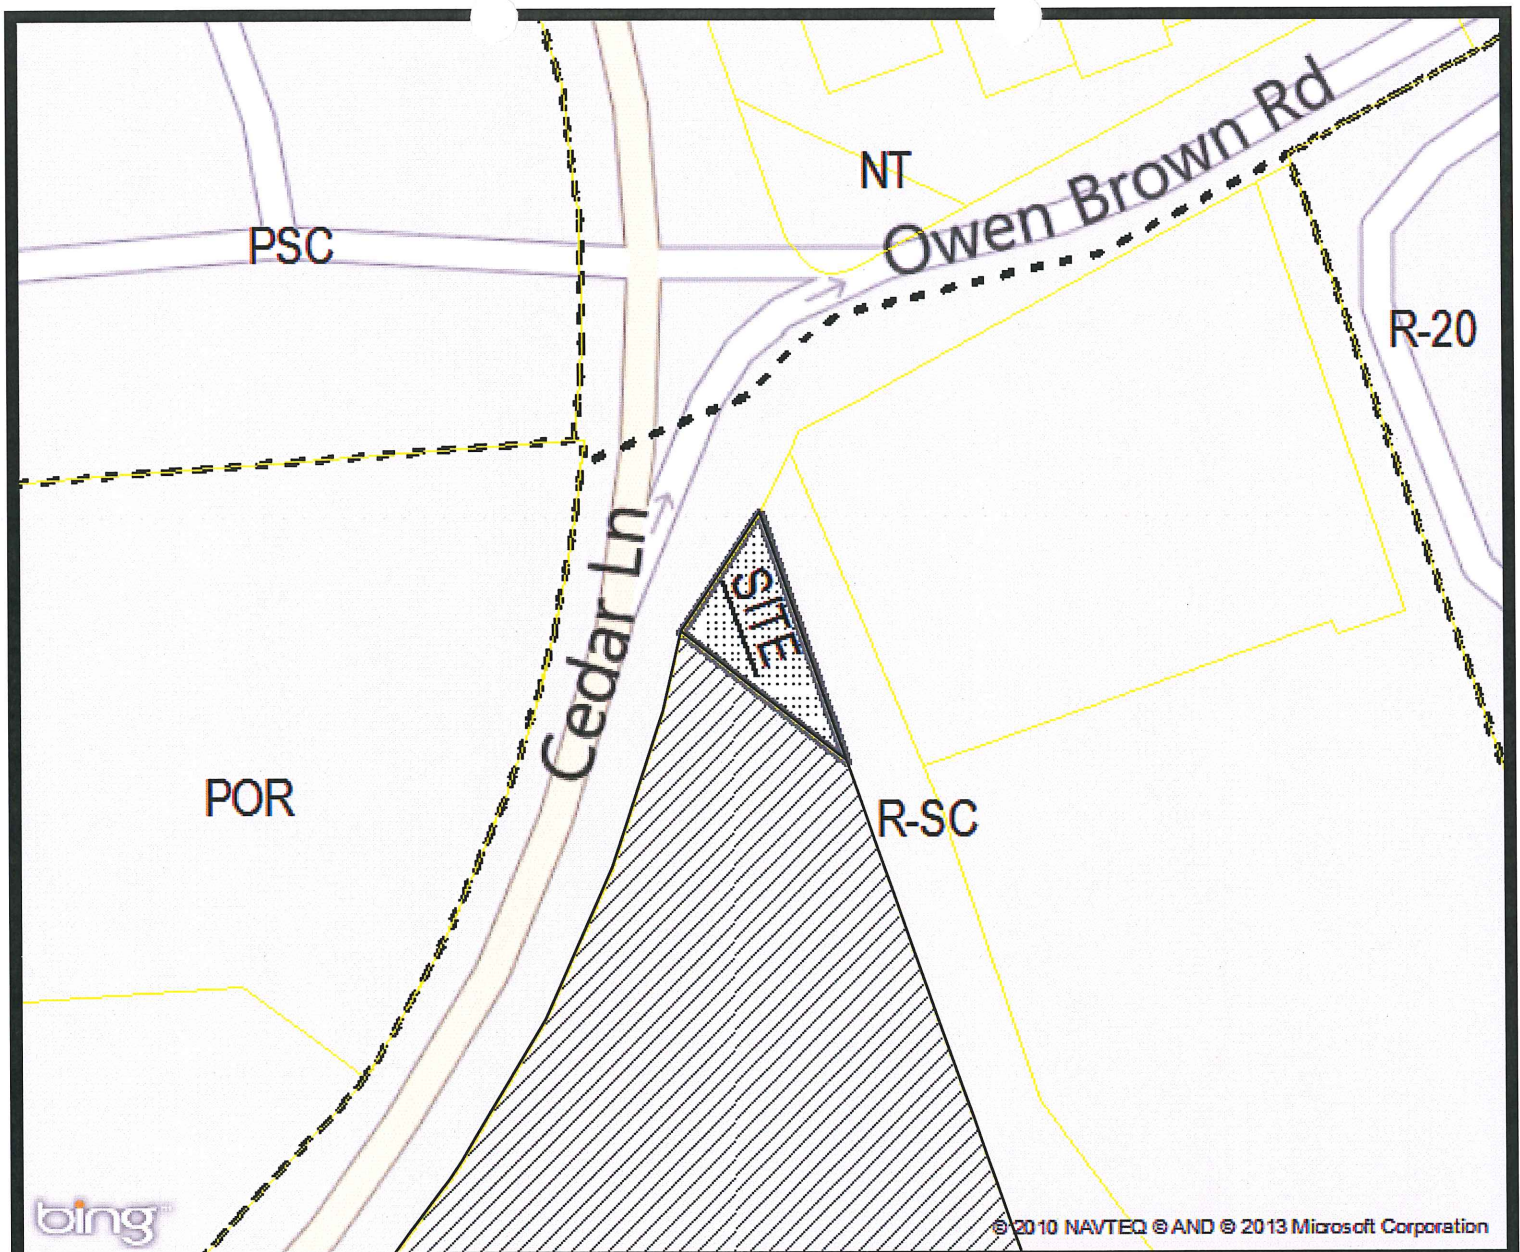 NT
Owen Brown Rd
PSC
R-20
Cedar Ln
SITE
POR
R-SC
bing
© 2010 NAVTEQ © AND © 2013 Microsoft Corporation